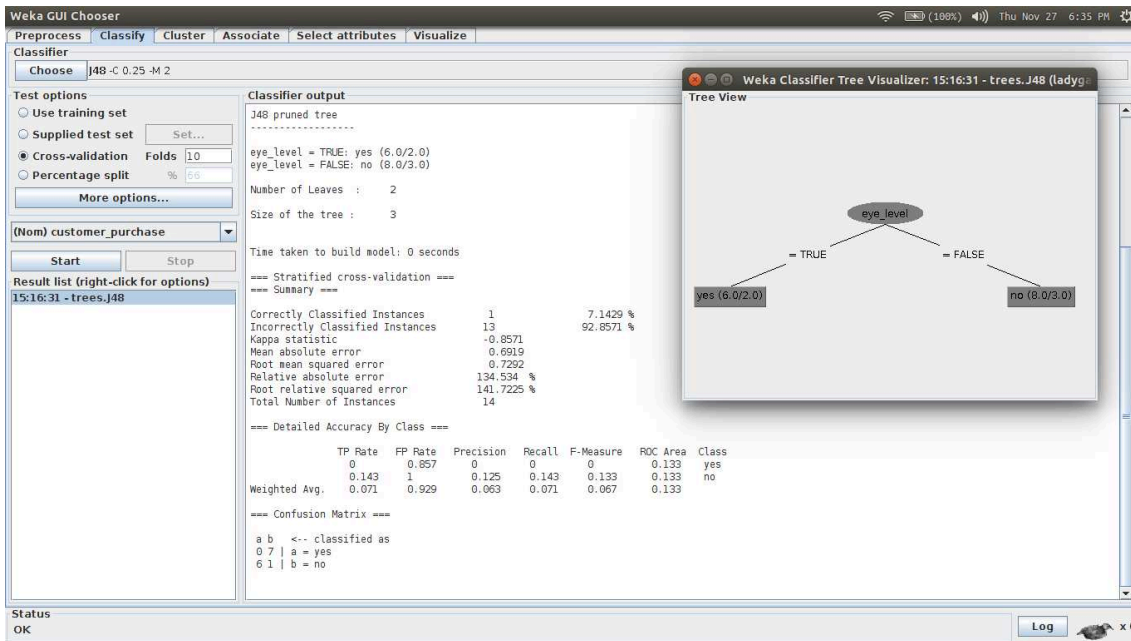 Weka GUI Chooser
(100%) Thu Nov 27 6:35 PM
Preprocess Classify Cluster Associate Select attributes Visualize
Classifier
Choose J48 -C 0.25 -M 2
Test options
Use training set
Supplied test set Set...
Cross-validation Folds 10
Percentage split % 66
More options...
(Nom) customer_purchase
Start Stop
Result list (right-click for options)
15:16:31 - trees.J48
Classifier output
J48 pruned tree
------------------
eye_level = TRUE: yes (6.0/2.0)
eye_level = FALSE: no (8.0/3.0)
Number of Leaves : 2
Size of the tree : 3
Time taken to build model: 0 seconds
=== Stratified cross-validation ===
=== Summary ===
Correctly Classified Instances 1 7.1429 %
Incorrectly Classified Instances 13 92.8571 %
Kappa statistic -0.8571
Mean absolute error 0.6919
Root mean squared error 0.7292
Relative absolute error 134.534 %
Root relative squared error 141.7225 %
Total Number of Instances 14
=== Detailed Accuracy By Class ===
TP Rate FP Rate Precision Recall F-Measure ROC Area Class
0 0.857 0 0 0 0.133 yes
0.143 1 0.125 0.143 0.133 0.133 no
Weighted Avg. 0.071 0.929 0.063 0.071 0.067 0.133
=== Confusion Matrix ===
a b <-- classified as
0 7 | a = yes
6 1 | b = no
Weka Classifier Tree Visualizer: 15:16:31 - trees.J48 (ladyga
Tree View
eye_level
= TRUE = FALSE
yes (6.0/2.0) no (8.0/3.0)
Status
OK
Log x